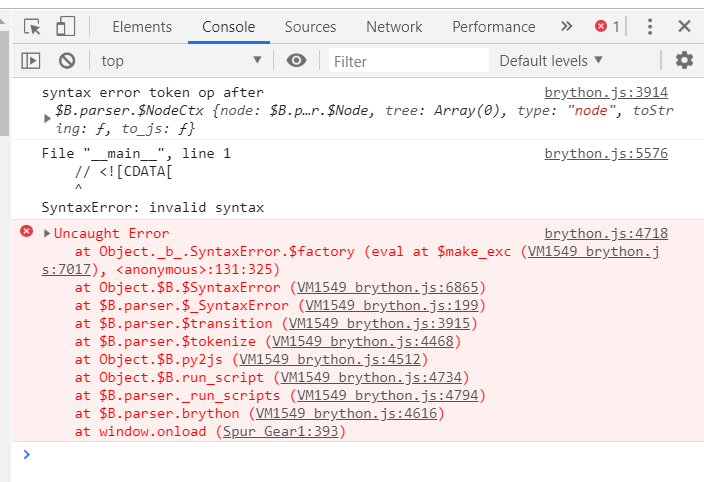 Elements Console Sources Network Performance » 1
top Filter Default levels
syntax error token op after brython.js:3914
$B.parser.$NodeCtx {node: $B.p…r.$Node, tree: Array(0), type: "node", toStr
ing: ƒ, to_js: ƒ}
File "__main__", line 1 brython.js:5576
// <![CDATA[
^
SyntaxError: invalid syntax
Uncaught Error brython.js:4718
at Object._b_.SyntaxError.$factory (eval at $make_exc (VM1549 brython.j
s:7017), <anonymous>:131:325)
at Object.$B.$SyntaxError (VM1549 brython.js:6865)
at $B.parser.$_SyntaxError (VM1549 brython.js:199)
at $B.parser.$transition (VM1549 brython.js:3915)
at $B.parser.$tokenize (VM1549 brython.js:4468)
at Object.$B.py2js (VM1549 brython.js:4512)
at Object.$B.run_script (VM1549 brython.js:4734)
at $B.parser._run_scripts (VM1549 brython.js:4794)
at $B.parser.brython (VM1549 brython.js:4616)
at window.onload (Spur Gear1:393)